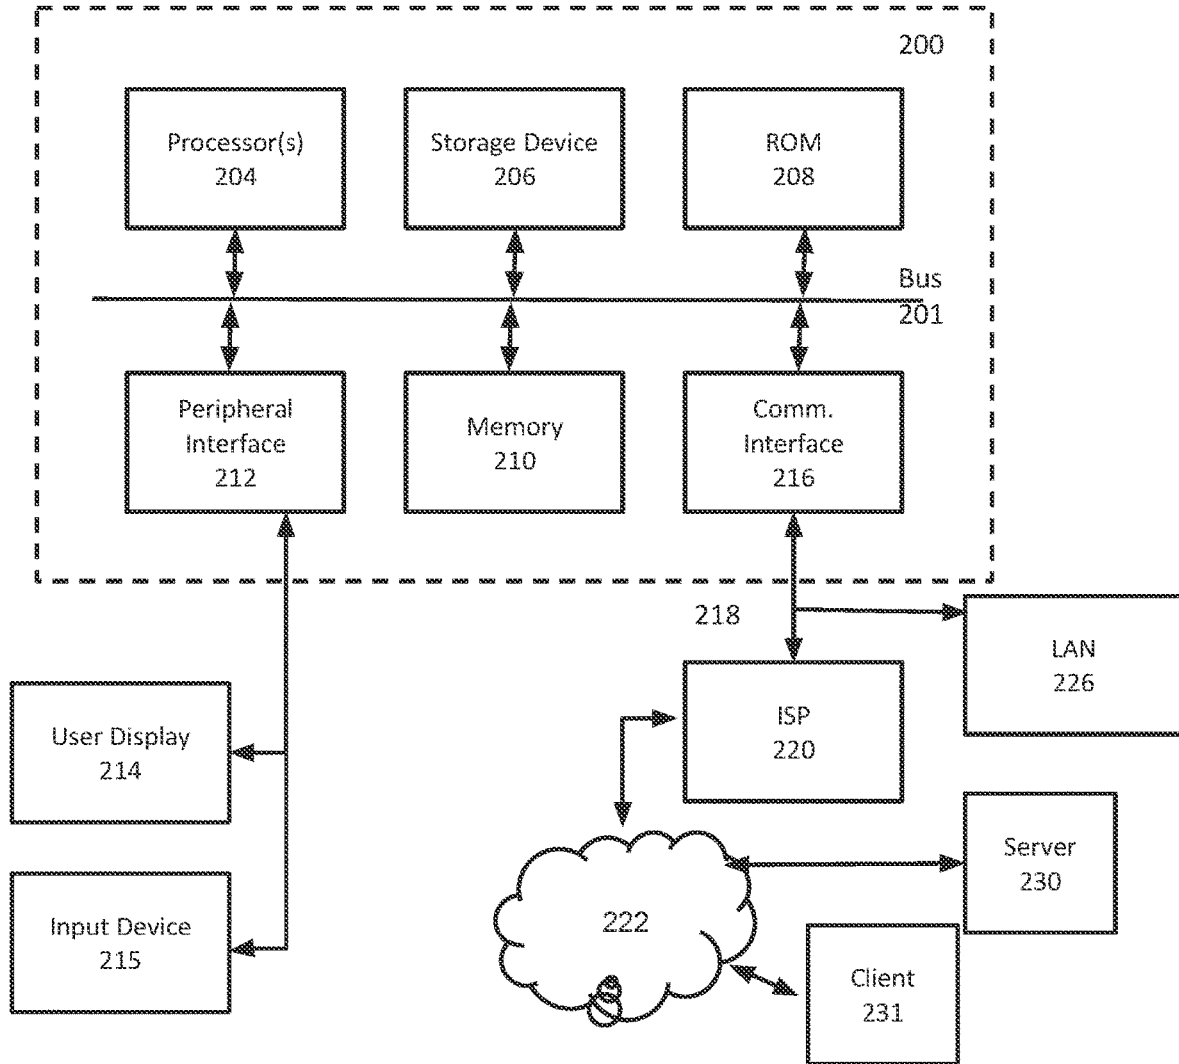 200
Processor(s)
204
Storage Device
206
ROM
208
Bus
201
Peripheral
Interface
212
Memory
210
Comm.
Interface
216
218
LAN
226
ISP
220
User Display
214
Server
230
Input Device
215
222
Client
231